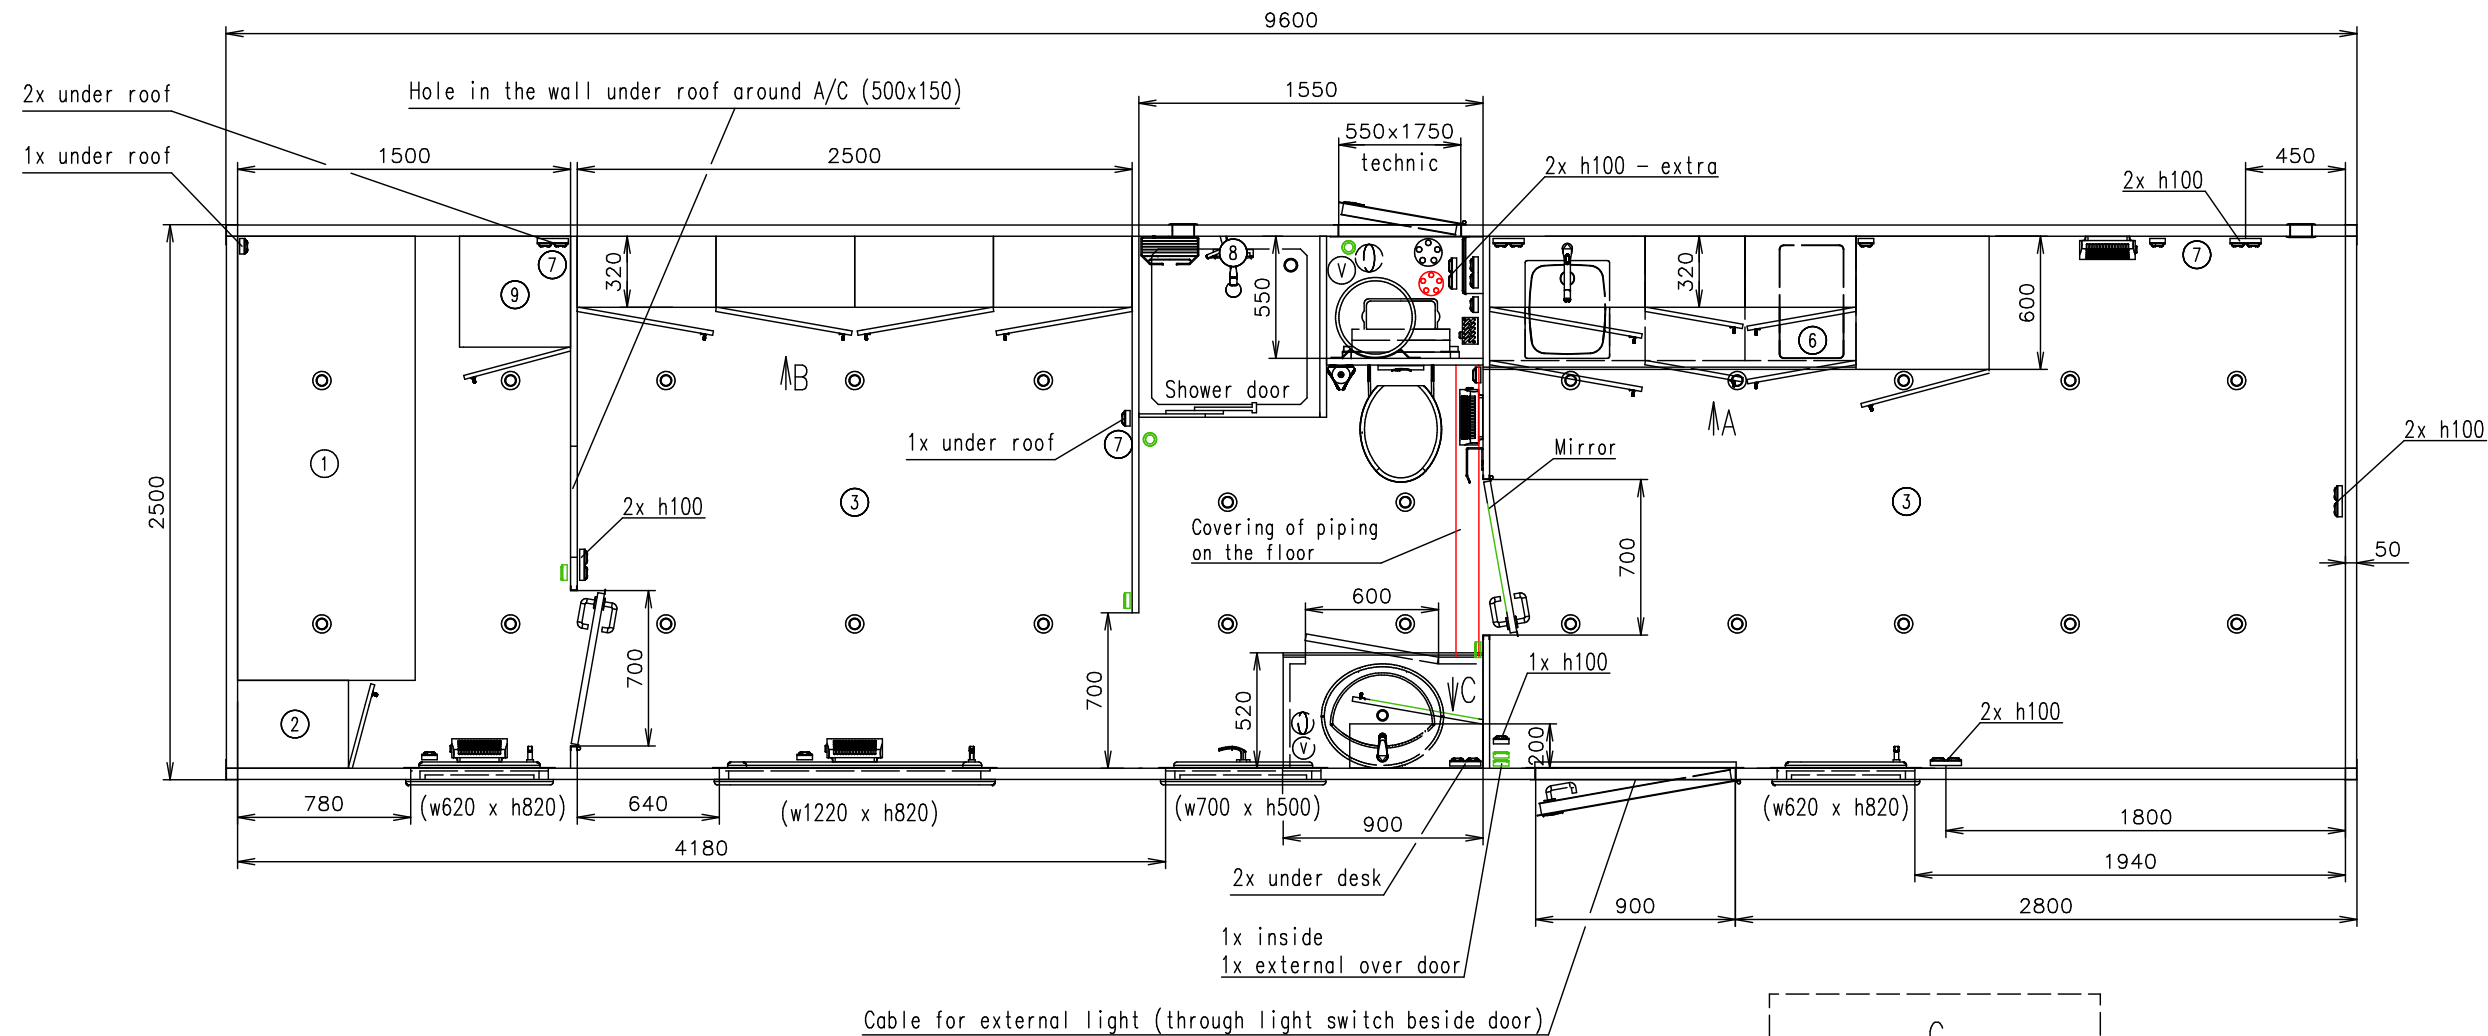 9600
2x under roof
Hole in the wall under roof around A/C (500x150)
1550
550x1750
technic
1x under roof
1500
2500
2x h100 - extra
450
2x h100
7
9
320
8
V
550
320
6
600
7
B
Shower door
A
1
1x under roof
7
Mirror
2x h100
2500
3
2x h100
Covering of piping
on the floor
3
700
50
600
700
700
520
C
1x h100
2
V
200
2x h100
780
(w620 x h820)
640
(w1220 x h820)
(w700 x h500)
900
(w620 x h820)
1800
4180
1940
2x under desk
900
2800
1x inside
1x external over door
Cable for external light (through light switch beside door)
C